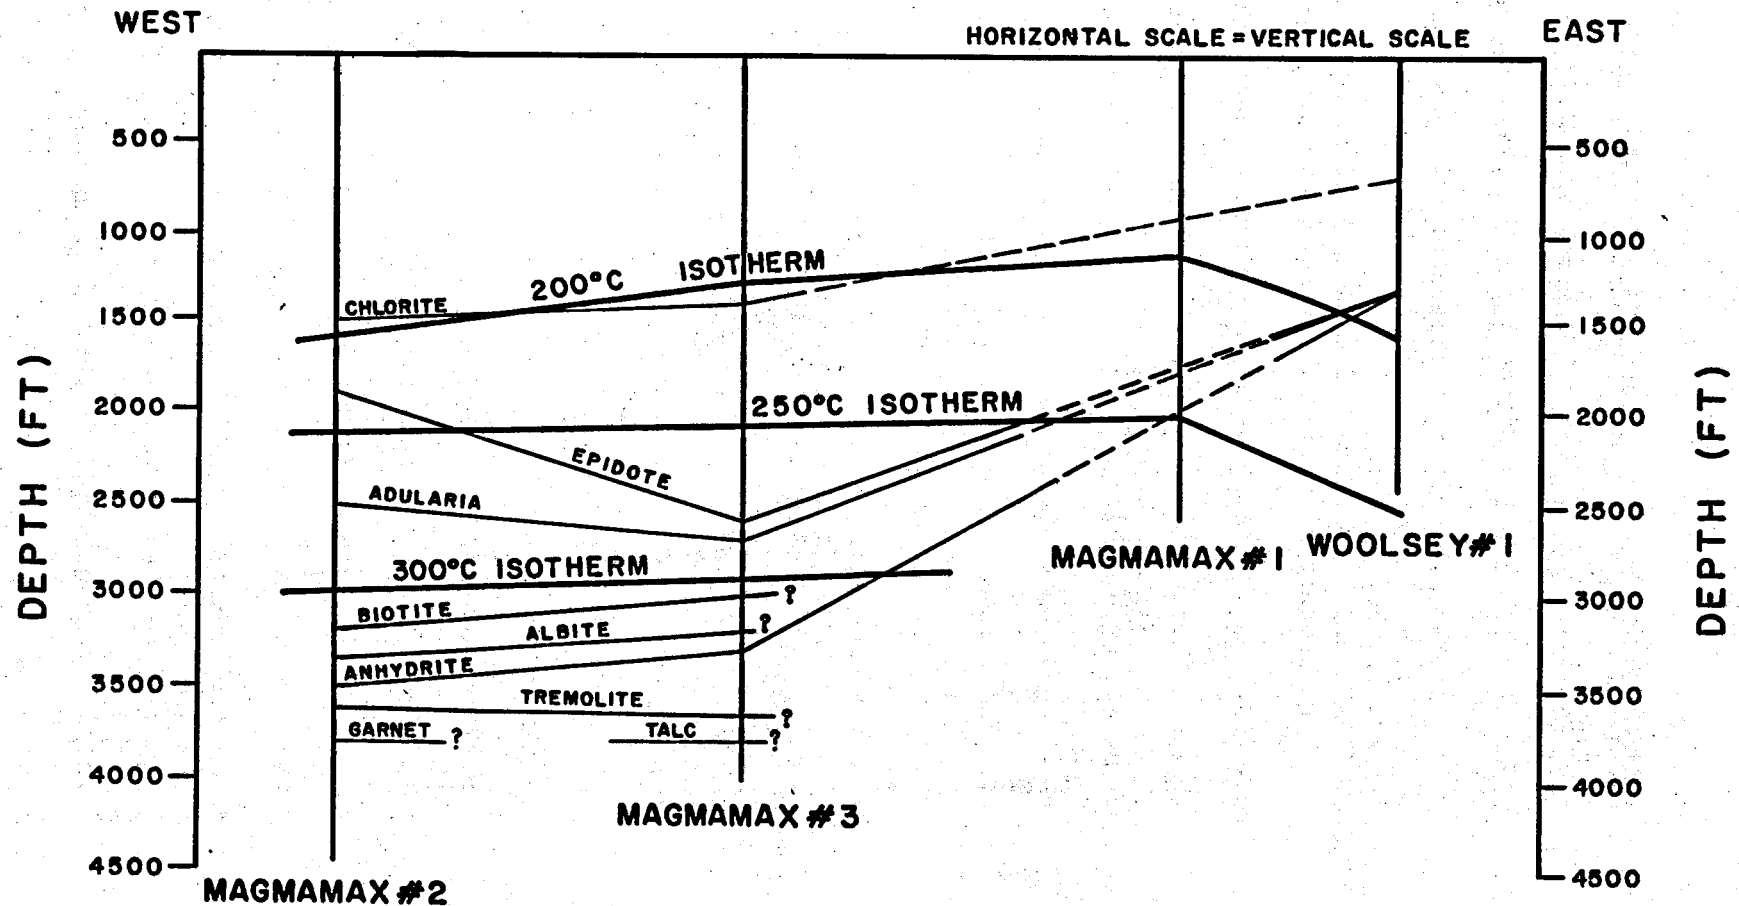 WEST
HORIZONTAL SCALE = VERTICAL SCALE
EAST
500
1000
1500
2000
2500
3000
3500
4000
4500
DEPTH (FT)
200°C ISOTHERM
CHLORITE
250°C ISOTHERM
EPIDOTE
ADULARIA
300°C ISOTHERM
BIOTITE ?
ALBITE ?
ANHYDRITE
TREMOLITE ?
GARNET ?
TALC ?
MAGMAMAX #2
MAGMAMAX #3
MAGMAMAX #1
WOOLSEY #1
500
1000
1500
2000
2500
3000
3500
4000
4500
DEPTH (FT)